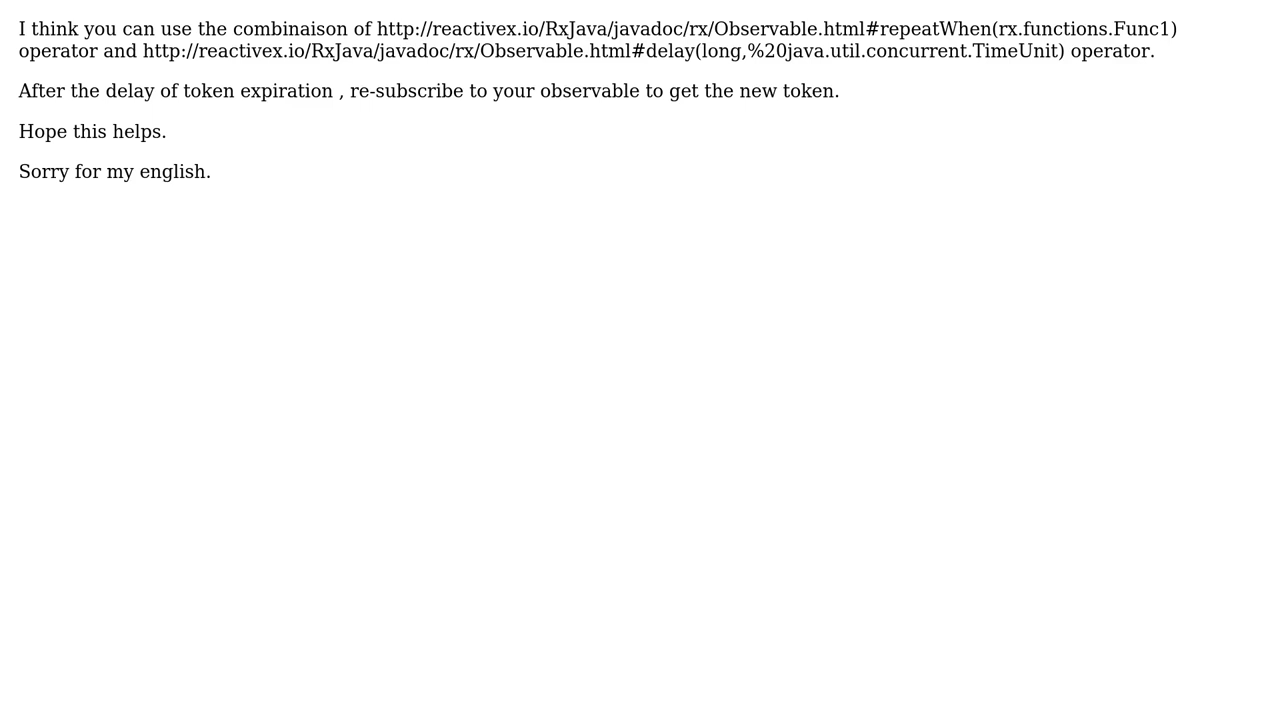 I think you can use the combinaison of http://reactivex.io/RxJava/javadoc/rx/Observable.html#repeatWhen(rx.functions.Func1)
operator and http://reactivex.io/RxJava/javadoc/rx/Observable.html#delay(long,%20java.util.concurrent.TimeUnit) operator.
After the delay of token expiration , re-subscribe to your observable to get the new token.
Hope this helps.
Sorry for my english.